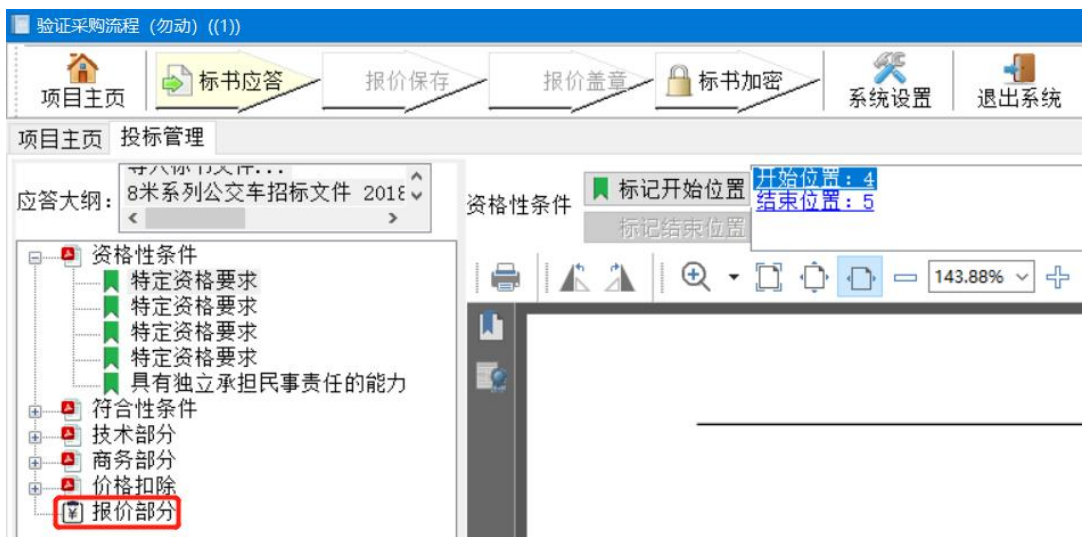 验证采购流程（勿动）((1))
项目主页 标书应答 报价保存 报价盖章 标书加密 系统设置 退出系统
项目主页 投标管理
导入标书文件...
应答大纲： 8米系列公交车招标文件 2018
资格性条件 标记开始位置 开始位置：4
标记结束位置 结束位置：5
143.88%
资格性条件
特定资格要求
特定资格要求
特定资格要求
特定资格要求
具有独立承担民事责任的能力
符合性条件
技术部分
商务部分
价格扣除
报价部分